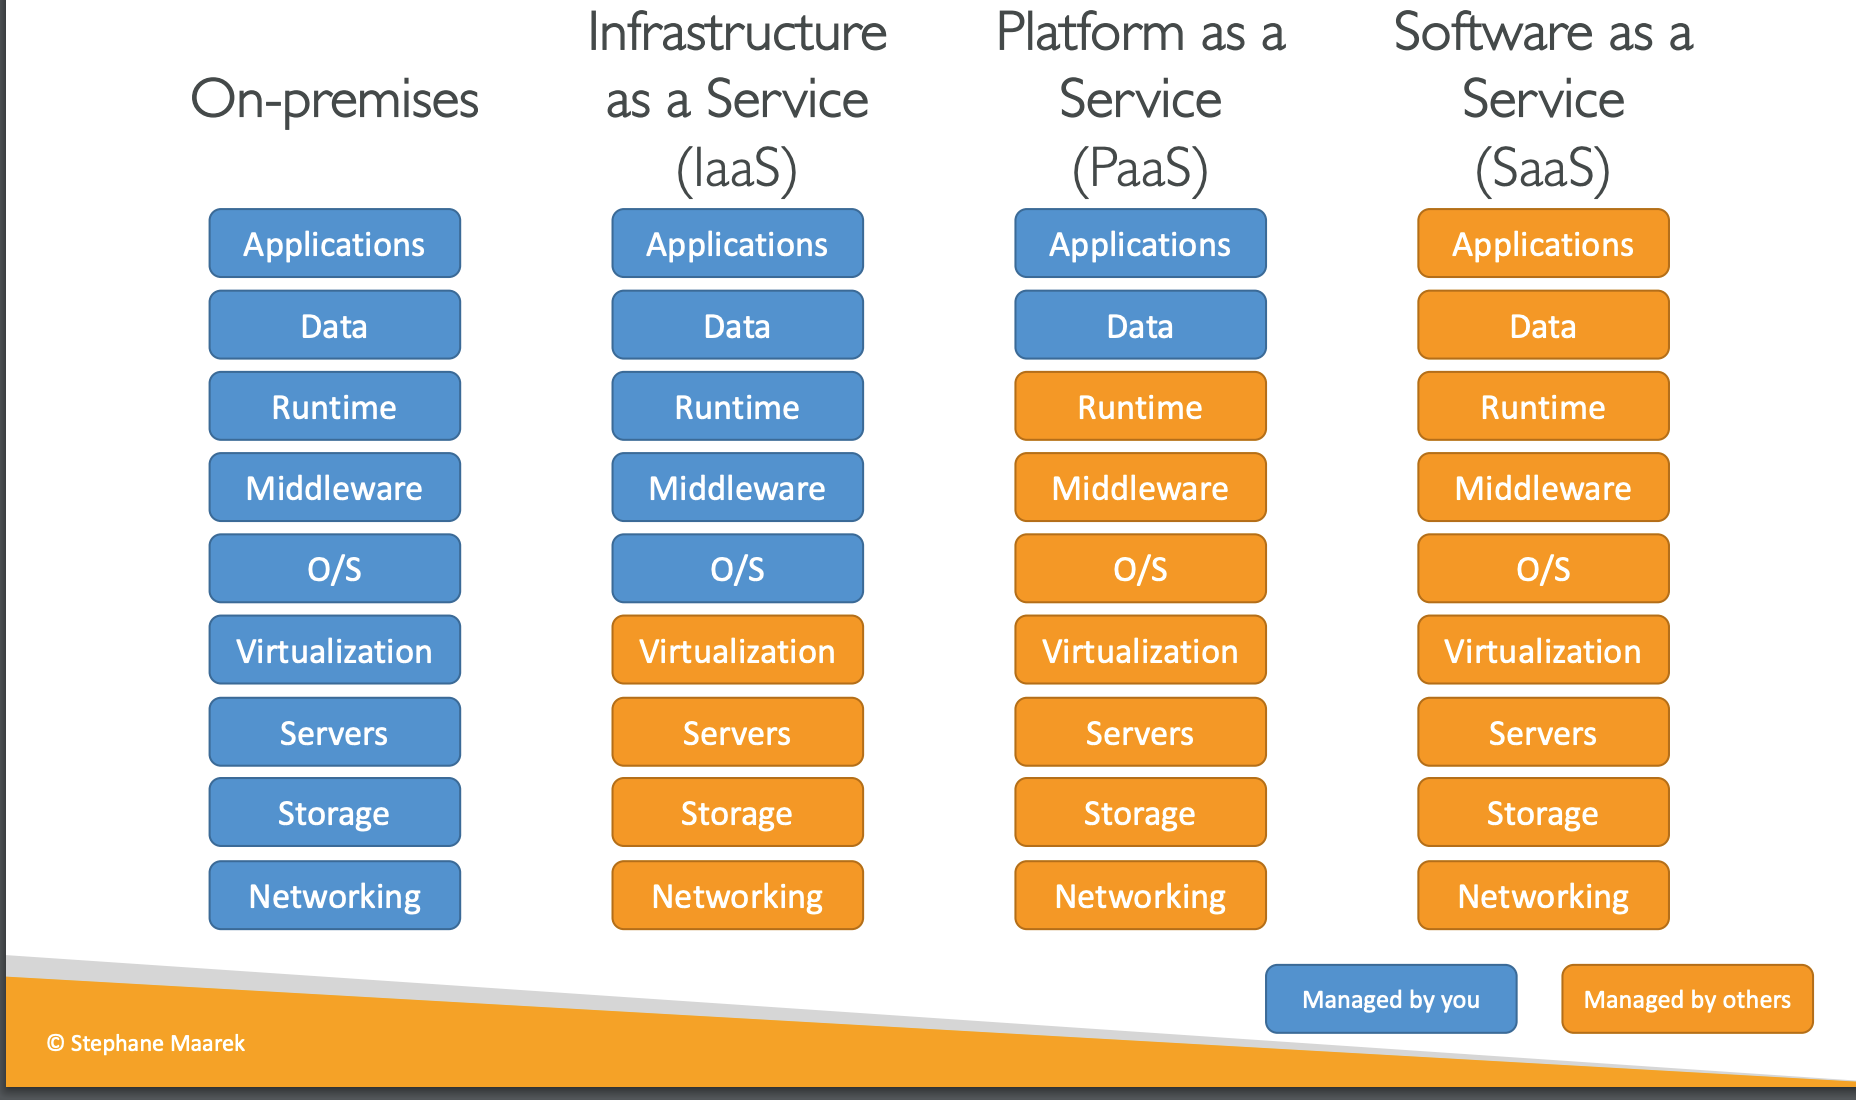 On-premises
Infrastructure
as a Service
(IaaS)
Platform as a
Service
(PaaS)
Software as a
Service
(SaaS)
Applications
Applications
Applications
Applications
Data
Data
Data
Data
Runtime
Runtime
Runtime
Runtime
Middleware
Middleware
Middleware
Middleware
O/S
O/S
O/S
O/S
Virtualization
Virtualization
Virtualization
Virtualization
Servers
Servers
Servers
Servers
Storage
Storage
Storage
Storage
Networking
Networking
Networking
Networking
Managed by you
Managed by others
© Stephane Maarek